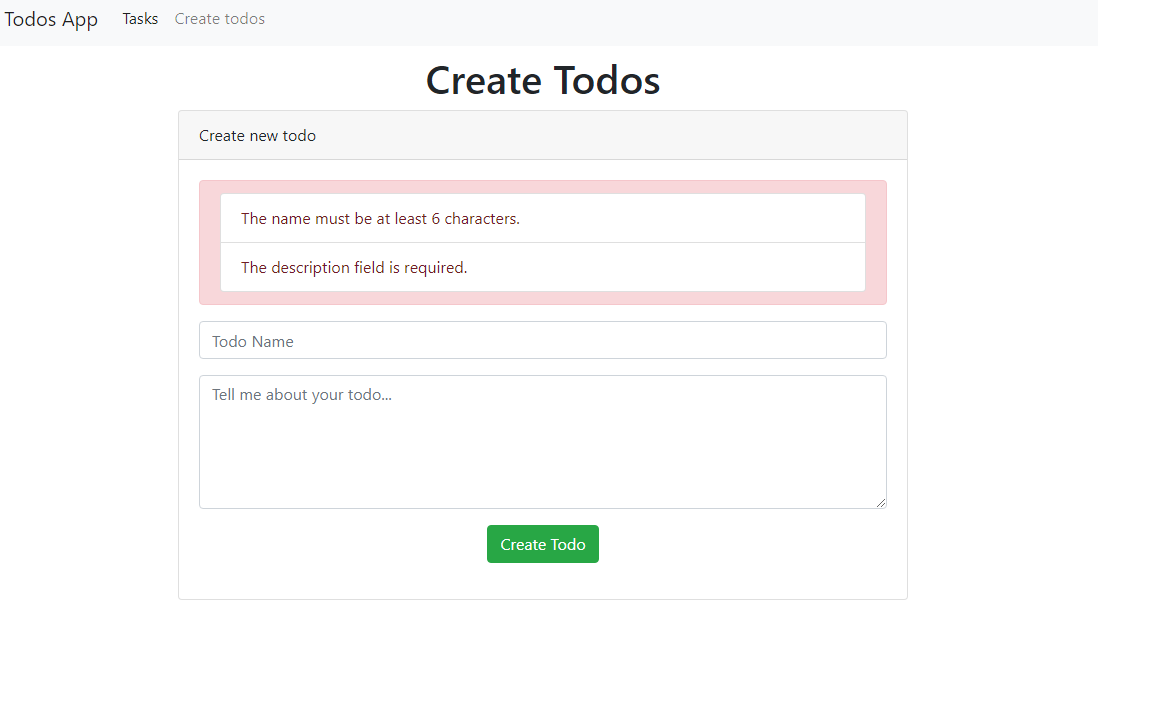 Todos App Tasks Create todos
Create Todos
Create new todo
The name must be at least 6 characters.
The description field is required.
Todo Name
Tell me about your todo...
Create Todo